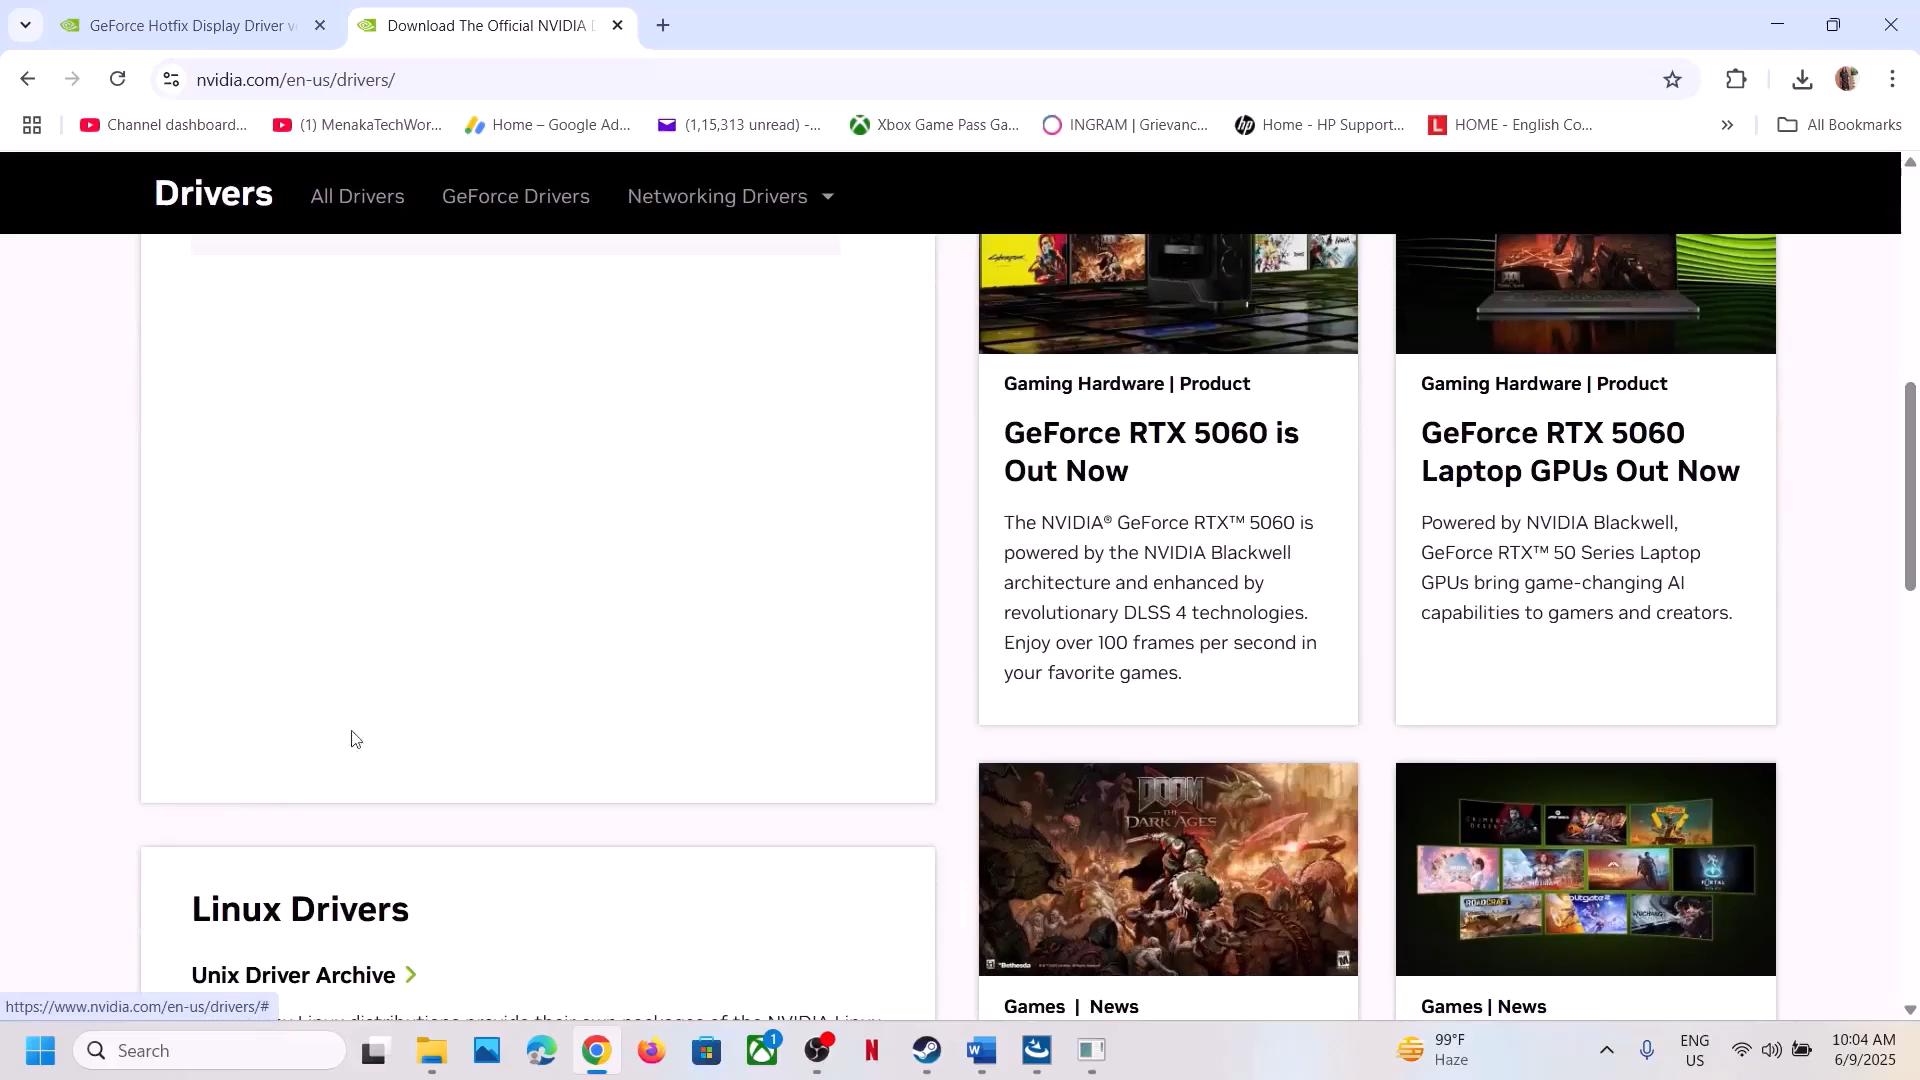 GeForce Hotfix Display Driver v
Download The Official NVIDIA D
nvidia.com/en-us/drivers/
Channel dashboard...
(1) MenakaTechWor...
Home – Google Ad...
(1,15,313 unread) -...
Xbox Game Pass Ga...
INGRAM | Grievanc...
Home - HP Support...
HOME - English Co...
All Bookmarks
Drivers
All Drivers
GeForce Drivers
Networking Drivers
Gaming Hardware | Product
GeForce RTX 5060 is
Out Now
The NVIDIA® GeForce RTX™ 5060 is
powered by the NVIDIA Blackwell
architecture and enhanced by
revolutionary DLSS 4 technologies.
Enjoy over 100 frames per second in
your favorite games.
Gaming Hardware | Product
GeForce RTX 5060
Laptop GPUs Out Now
Powered by NVIDIA Blackwell,
GeForce RTX™ 50 Series Laptop
GPUs bring game-changing AI
capabilities to gamers and creators.
Linux Drivers
Unix Driver Archive
DOOM
THE
DARK AGES
Bethesda
Games | News
ROADCRAFT
Games | News
https://www.nvidia.com/en-us/drivers/#
Search
1
99°F
Haze
ENG
US
10:04 AM
6/9/2025